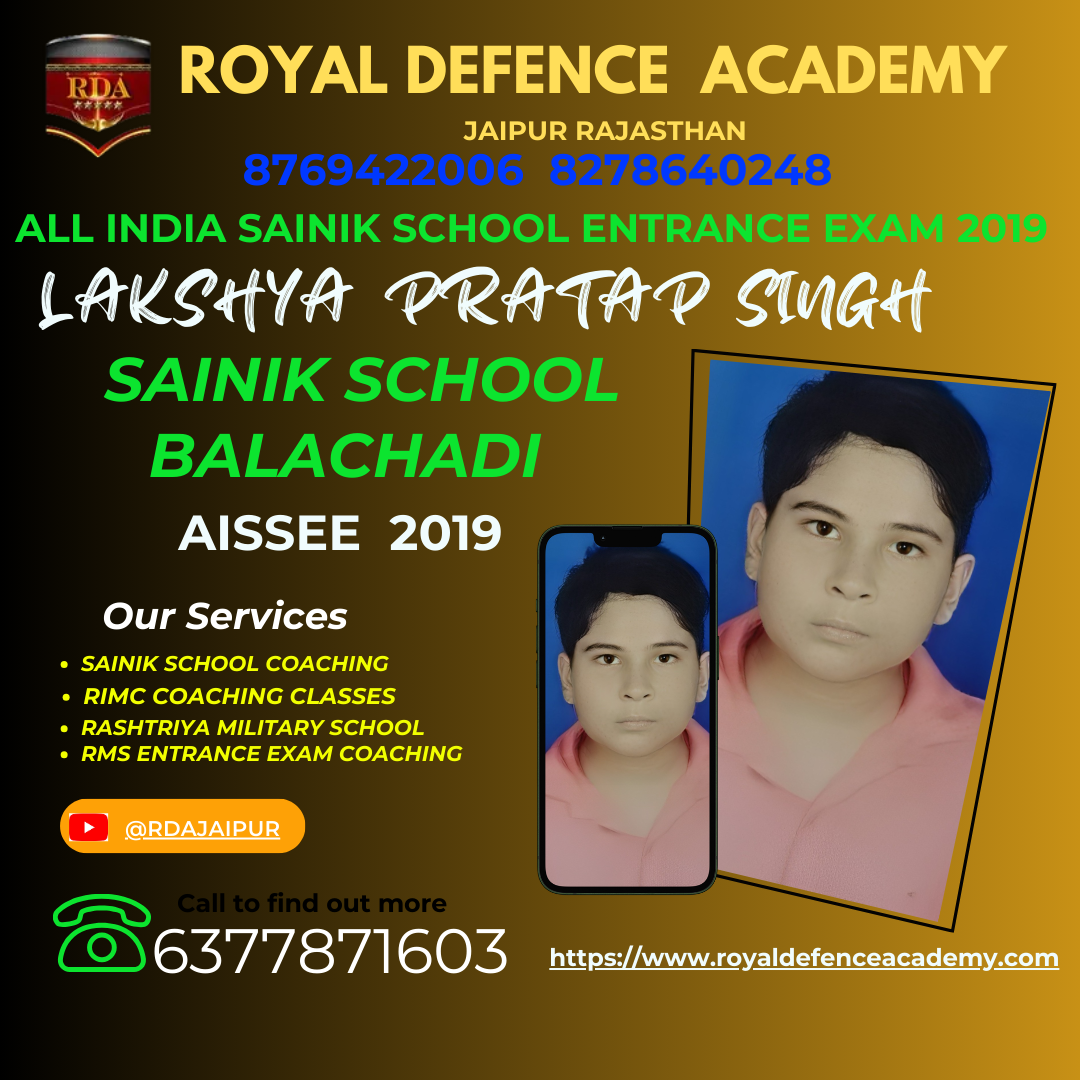 RDA
ROYAL DEFENCE ACADEMY
JAIPUR RAJASTHAN
8769422006 8278640248
ALL INDIA SAINIK SCHOOL ENTRANCE EXAM 2019
LAKSHYA PRATAP SINGH
SAINIK SCHOOL
BALACHADI
AISSEE 2019
Our Services
• SAINIK SCHOOL COACHING
• RIMC COACHING CLASSES
• RASHTRIYA MILITARY SCHOOL
• RMS ENTRANCE EXAM COACHING
@RDAJAIPUR
Call to find out more
6377871603
https://www.royaldefenceacademy.com